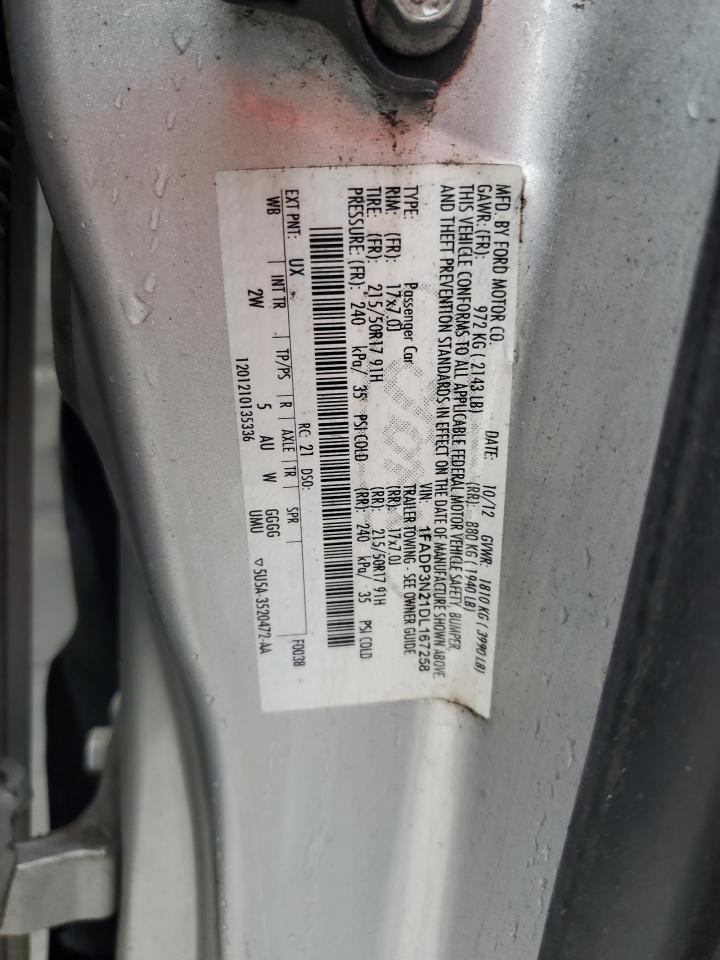 MFD. BY FORD MOTOR CO. DATE: 10/12 GVWR: 1810 KG ( 3990 LB)
GAWR: (FR): 972 KG ( 2143 LB) (RR): 880 KG ( 1940 LB)
THIS VEHICLE CONFORMS TO ALL APPLICABLE FEDERAL MOTOR VEHICLE SAFETY, BUMPER,
AND THEFT PREVENTION STANDARDS IN EFFECT ON THE DATE OF MANUFACTURE SHOWN ABOVE.
VIN: 1FADP3N21DL167258
TYPE: Passenger Car TRAILER TOWING - SEE OWNER GUIDE
RIM: (FR): 17x7.0J (RR): 17x7.0J
TIRE: (FR): 215/50R17 91H (RR): 215/50R17 91H
PRESSURE: (FR): 240 kPa/ 35 PSI COLD (RR): 240 kPa/ 35 PSI COLD
RC: 21 DSO: F0038
EXT PNT: UX INT TR TP/PS R AXLE TR SPR
WB 2W 5 AU W GGGG
UMU
1201210135336 ▽ 5U5A-3520472-AA